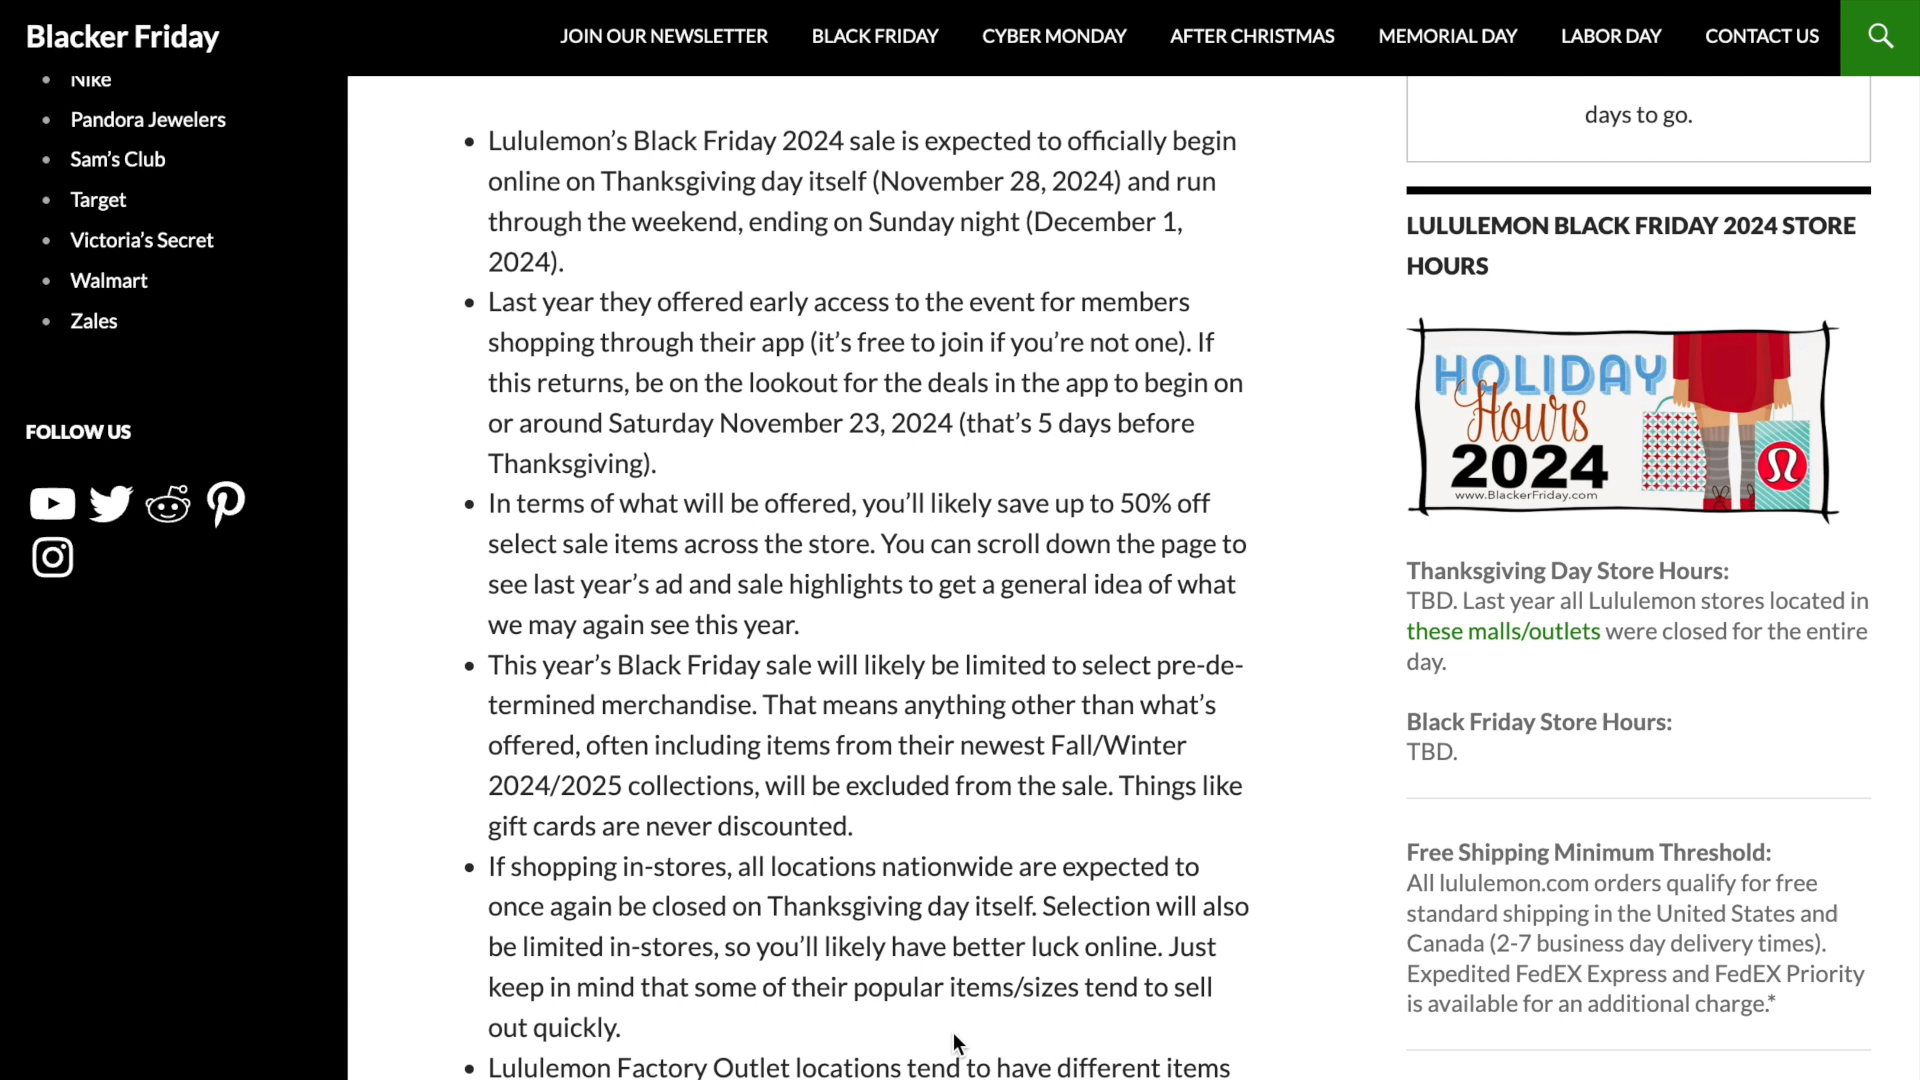 Blacker Friday
JOIN OUR NEWSLETTER
BLACK FRIDAY
CYBER MONDAY
AFTER CHRISTMAS
MEMORIAL DAY
LABOR DAY
CONTACT US
Nike
Pandora Jewelers
Sam's Club
Target
Victoria's Secret
Walmart
Zales
FOLLOW US
Lululemon's Black Friday 2024 sale is expected to officially begin
online on Thanksgiving day itself (November 28, 2024) and run
through the weekend, ending on Sunday night (December 1,
2024).
Last year they offered early access to the event for members
shopping through their app (it's free to join if you're not one). If
this returns, be on the lookout for the deals in the app to begin on
or around Saturday November 23, 2024 (that's 5 days before
Thanksgiving).
In terms of what will be offered, you'll likely save up to 50% off
select sale items across the store. You can scroll down the page to
see last year's ad and sale highlights to get a general idea of what
we may again see this year.
This year's Black Friday sale will likely be limited to select pre-de-
termined merchandise. That means anything other than what's
offered, often including items from their newest Fall/Winter
2024/2025 collections, will be excluded from the sale. Things like
gift cards are never discounted.
If shopping in-stores, all locations nationwide are expected to
once again be closed on Thanksgiving day itself. Selection will also
be limited in-stores, so you'll likely have better luck online. Just
keep in mind that some of their popular items/sizes tend to sell
out quickly.
Lululemon Factory Outlet locations tend to have different items
days to go.
LULULEMON BLACK FRIDAY 2024 STORE
HOURS
HOLIDAY
Hours
2024
www.BlackerFriday.com
Thanksgiving Day Store Hours:
TBD. Last year all Lululemon stores located in
these malls/outlets were closed for the entire
day.
Black Friday Store Hours:
TBD.
Free Shipping Minimum Threshold:
All lululemon.com orders qualify for free
standard shipping in the United States and
Canada (2-7 business day delivery times).
Expedited FedEX Express and FedEX Priority
is available for an additional charge.*